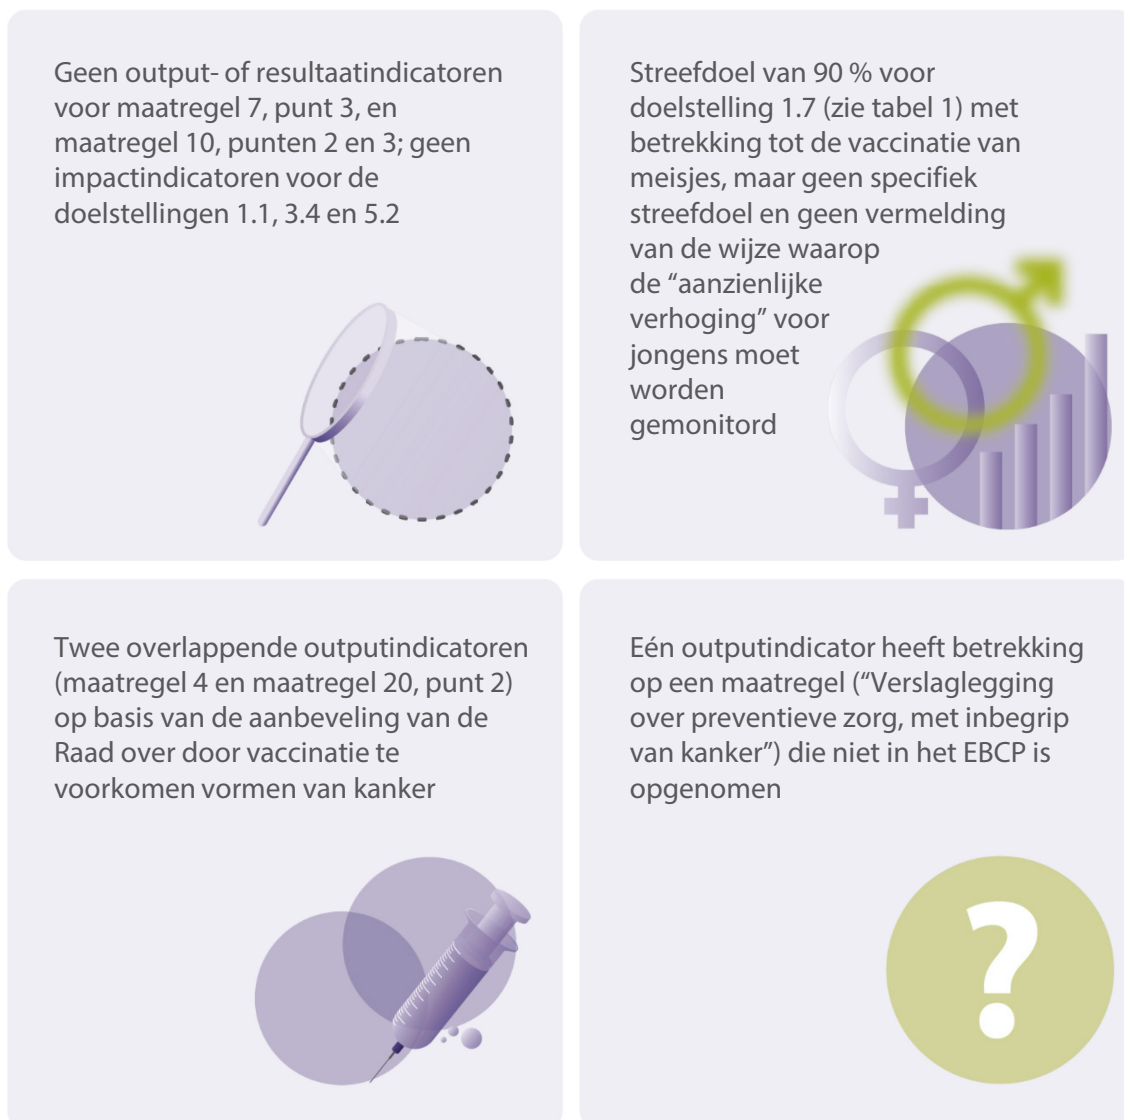 Geen output- of resultaatindicatoren
voor maatregel 7, punt 3, en
maatregel 10, punten 2 en 3; geen
impactindicatoren voor de
doelstellingen 1.1, 3.4 en 5.2
Streefdoel van 90 % voor
doelstelling 1.7 (zie tabel 1) met
betrekking tot de vaccinatie van
meisjes, maar geen specifiek
streefdoel en geen vermelding
van de wijze waarop
de “aanzienlijke
verhoging” voor
jongens moet
worden
gemonitord
Twee overlappende outputindicatoren
(maatregel 4 en maatregel 20, punt 2)
op basis van de aanbeveling van de
Raad over door vaccinatie te
voorkomen vormen van kanker
Eén outputindicator heeft betrekking
op een maatregel (“Verslaglegging
over preventieve zorg, met inbegrip
van kanker”) die niet in het EBCP is
opgenomen
?